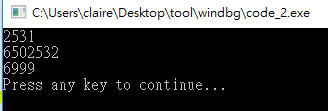 C:\Users\claire\Desktop\tool\windbg\code_2.exe
2531
6502532
6999
Press any key to continue...